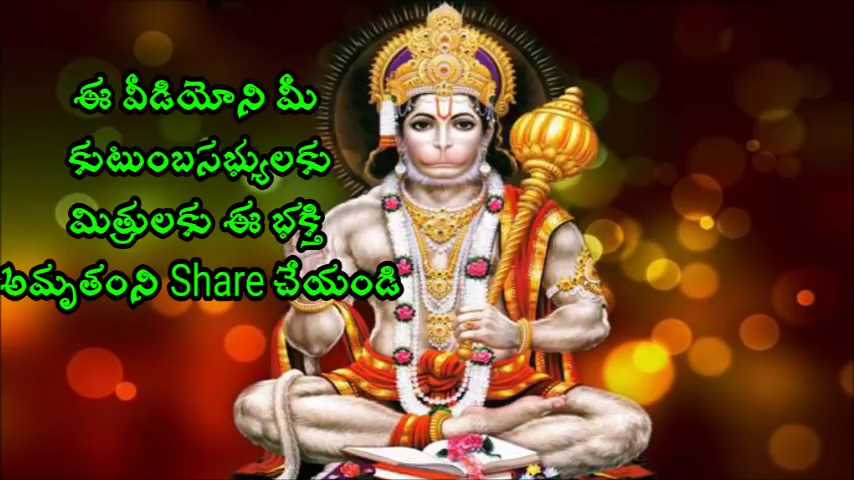 ఈ వీడియోని మీ
కుటుంబసభ్యులకు
మిత్రులకు ఈ భక్తి
అమృతంని Share చేయండి